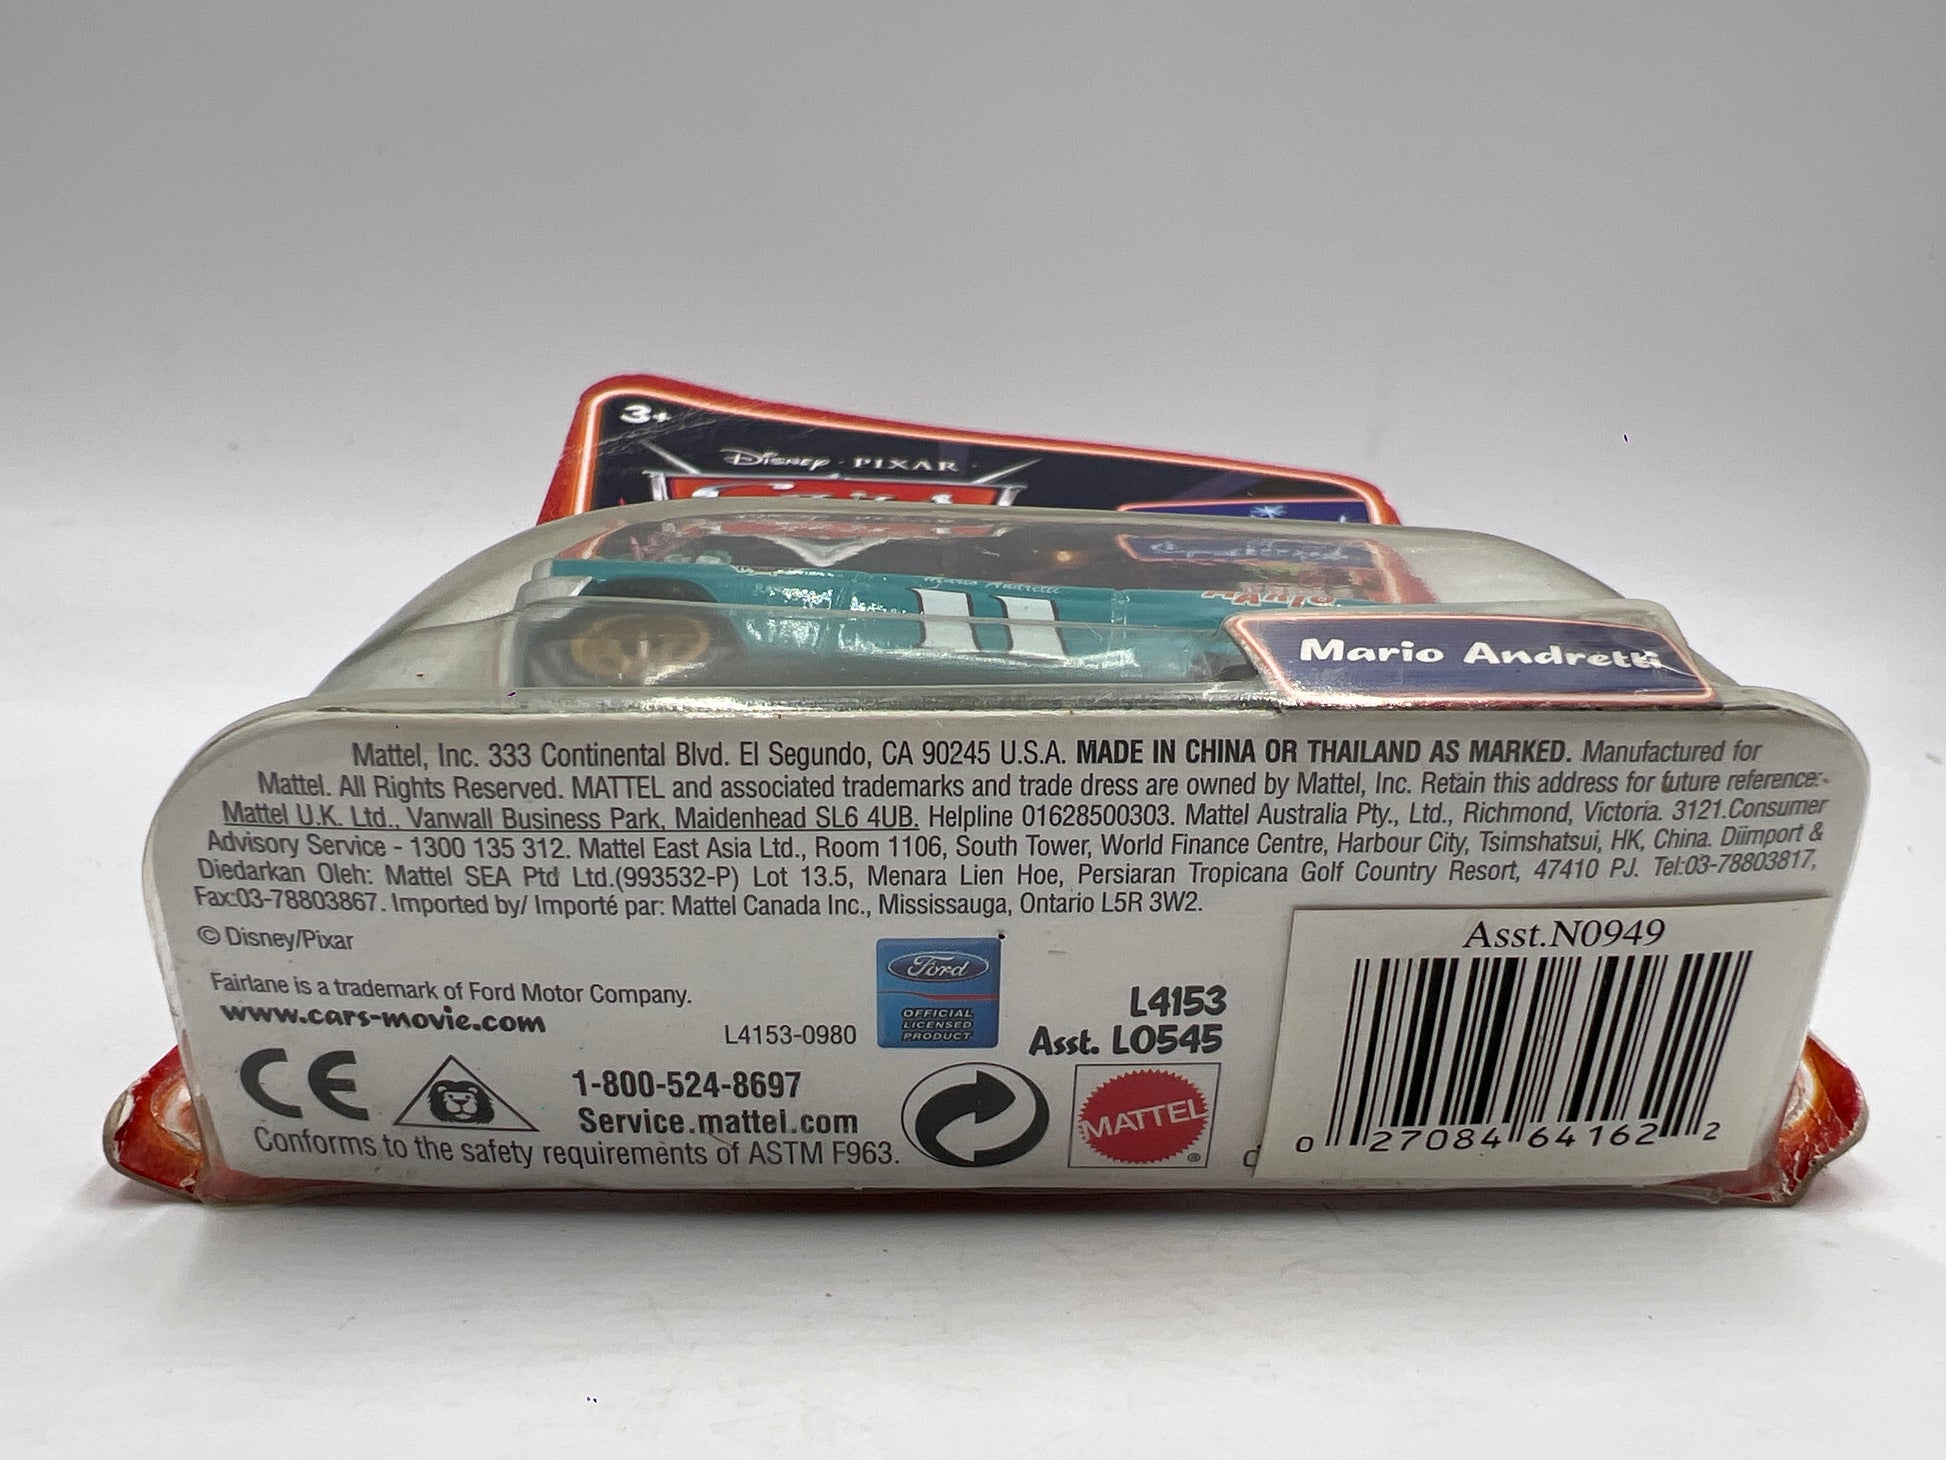 3+
Disney · PIXAR
Mario Andretti
11
Mario Andretti
Mattel, Inc. 333 Continental Blvd. El Segundo, CA 90245 U.S.A. MADE IN CHINA OR THAILAND AS MARKED. Manufactured for
Mattel. All Rights Reserved. MATTEL and associated trademarks and trade dress are owned by Mattel, Inc. Retain this address for future reference:
Mattel U.K. Ltd., Vanwall Business Park, Maidenhead SL6 4UB. Helpline 01628500303. Mattel Australia Pty., Ltd., Richmond, Victoria. 3121.Consumer
Advisory Service - 1300 135 312. Mattel East Asia Ltd., Room 1106, South Tower, World Finance Centre, Harbour City, Tsimshatsui, HK, China. Diimport &
Diedarkan Oleh: Mattel SEA Ptd Ltd.(993532-P) Lot 13.5, Menara Lien Hoe, Persiaran Tropicana Golf Country Resort, 47410 PJ. Tel:03-78803817,
Fax:03-78803867. Imported by/ Importé par: Mattel Canada Inc., Mississauga, Ontario L5R 3W2.
© Disney/Pixar
Fairlane is a trademark of Ford Motor Company.
www.cars-movie.com
L4153-0980
Ford
OFFICIAL
LICENSED
PRODUCT
L4153
Asst. L0545
CE
1-800-524-8697
Service.mattel.com
Conforms to the safety requirements of ASTM F963.
MATTEL
®
Asst.N0949
0 27084 64162 2